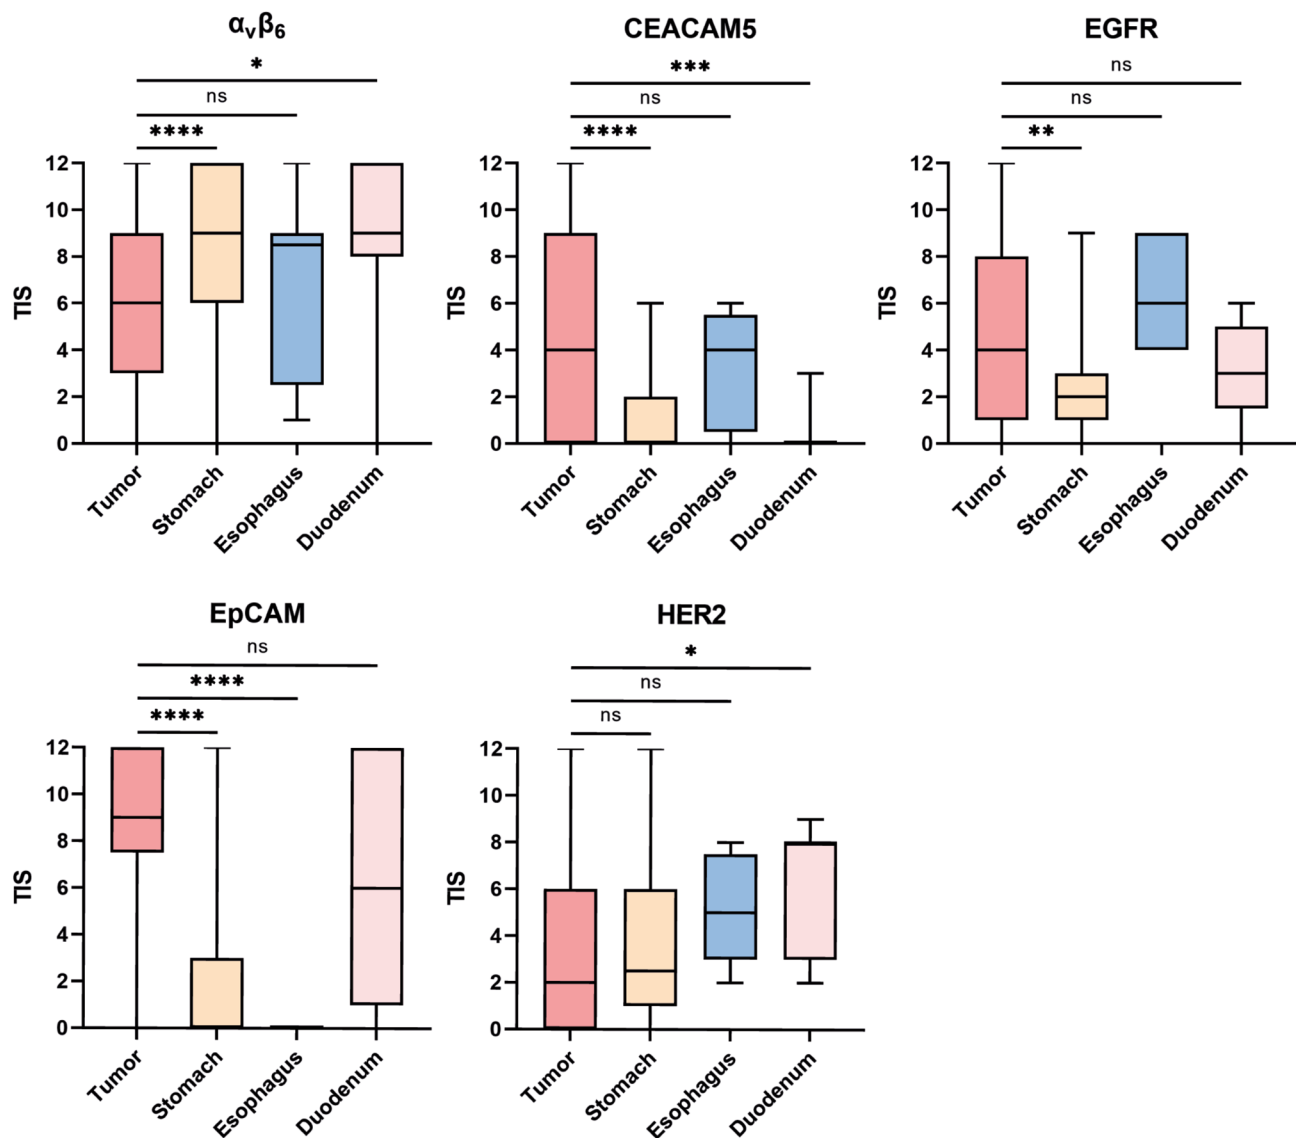 αvβ6
*
ns
****
12
10
8
6
4
2
0
TIS
Tumor
Stomach
Esophagus
Duodenum
CEACAM5
***
ns
****
12
10
8
6
4
2
0
TIS
Tumor
Stomach
Esophagus
Duodenum
EGFR
ns
ns
**
12
10
8
6
4
2
0
TIS
Tumor
Stomach
Esophagus
Duodenum
EpCAM
ns
****
****
12
10
8
6
4
2
0
TIS
Tumor
Stomach
Esophagus
Duodenum
HER2
*
ns
ns
12
10
8
6
4
2
0
TIS
Tumor
Stomach
Esophagus
Duodenum